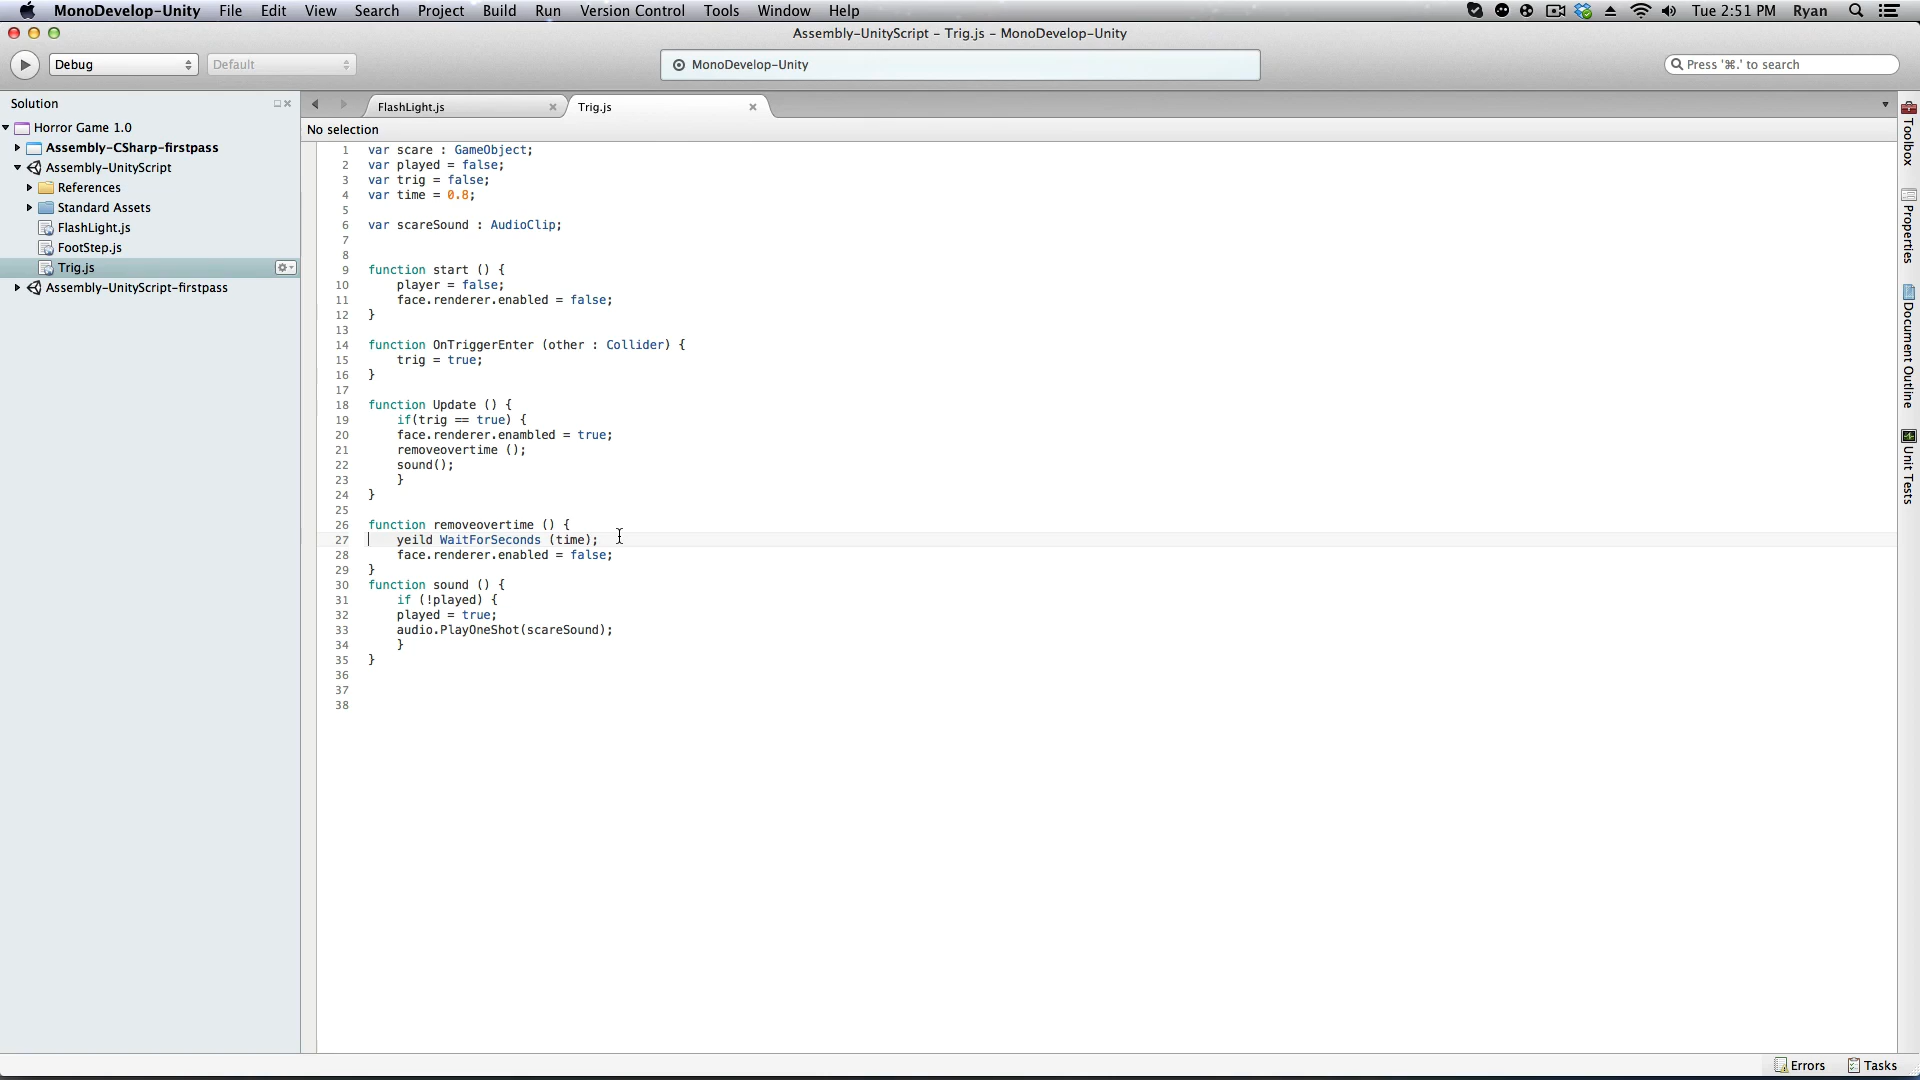 MonoDevelop-Unity File Edit View Search Project Build Run Version Control Tools Window Help Tue 2:51 PM Ryan
Assembly-UnityScript – Trig.js – MonoDevelop-Unity
Debug Default MonoDevelop-Unity Press '⌘.' to search
Solution
Horror Game 1.0
Assembly-CSharp-firstpass
Assembly-UnityScript
References
Standard Assets
FlashLight.js
FootStep.js
Trig.js
Assembly-UnityScript-firstpass
FlashLight.js Trig.js
No selection
1 var scare : GameObject;
2 var played = false;
3 var trig = false;
4 var time = 0.8;
5
6 var scareSound : AudioClip;
7
8
9 function start () {
10 player = false;
11 face.renderer.enabled = false;
12 }
13
14 function OnTriggerEnter (other : Collider) {
15 trig = true;
16 }
17
18 function Update () {
19 if(trig == true) {
20 face.renderer.enambled = true;
21 removeovertime ();
22 sound();
23 }
24 }
25
26 function removeovertime () {
27 yeild WaitForSeconds (time);
28 face.renderer.enabled = false;
29 }
30 function sound () {
31 if (!played) {
32 played = true;
33 audio.PlayOneShot(scareSound);
34 }
35 }
36
37
38
Toolbox
Properties
Document Outline
Unit Tests
Errors Tasks